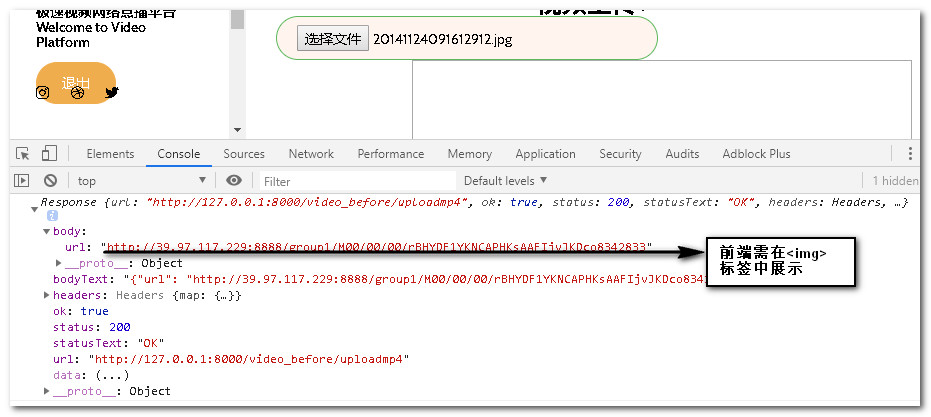 极速视频网络点播平台
Welcome to Video
Platform
退出
视频上传:
选择文件 20141124091612912.jpg
Elements Console Sources Network Performance Memory Application Security Audits Adblock Plus
top Filter Default levels ▼ 1 hidden
Response {url: "http://127.0.0.1:8000/video_before/uploadmp4", ok: true, status: 200, statusText: "OK", headers: Headers, …}
body:
url: "http://39.97.117.229:8888/group1/M00/00/00/rBHYDF1YKNCAPHKsAAFIjvJKDco8342833"
__proto__: Object
bodyText: "{"url": "http://39.97.117.229:8888/group1/M00/00/00/rBHYDF1YKNCAPHKsAAFIjvJKDco8342
headers: Headers {map: {…}}
ok: true
status: 200
statusText: "OK"
url: "http://127.0.0.1:8000/video_before/uploadmp4"
data: (...)
__proto__: Object
前端需在<img>
标签中展示